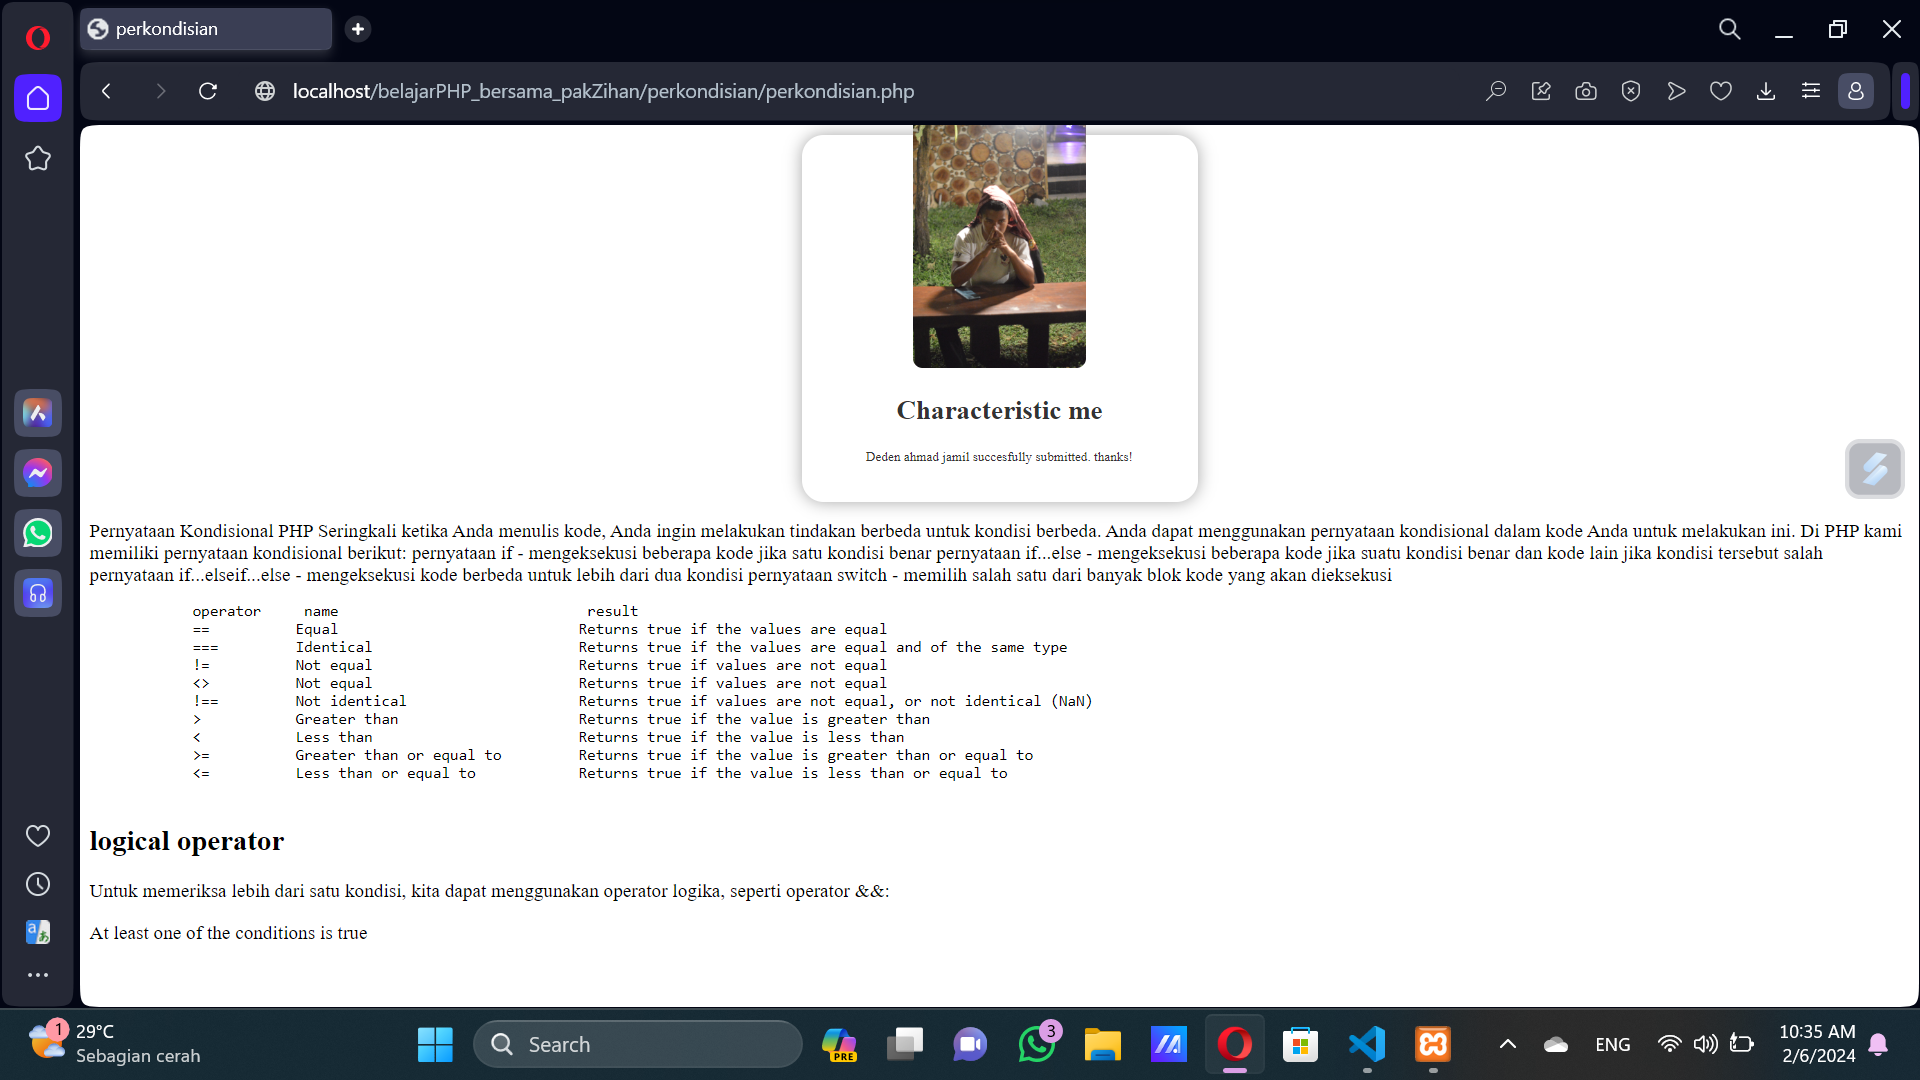 perkondisian
localhost/belajarPHP_bersama_pakZihan/perkondisian/perkondisian.php
Characteristic me
Deden ahmad jamil succesfully submitted. thanks!
Pernyataan Kondisional PHP Seringkali ketika Anda menulis kode, Anda ingin melakukan tindakan berbeda untuk kondisi berbeda. Anda dapat menggunakan pernyataan kondisional dalam kode Anda untuk melakukan ini. Di PHP kami
memiliki pernyataan kondisional berikut: pernyataan if - mengeksekusi beberapa kode jika satu kondisi benar pernyataan if...else - mengeksekusi beberapa kode jika suatu kondisi benar dan kode lain jika kondisi tersebut salah
pernyataan if...elseif...else - mengeksekusi kode berbeda untuk lebih dari dua kondisi pernyataan switch - memilih salah satu dari banyak blok kode yang akan dieksekusi
operator name result
== Equal Returns true if the values are equal
=== Identical Returns true if the values are equal and of the same type
!= Not equal Returns true if values are not equal
<> Not equal Returns true if values are not equal
!== Not identical Returns true if values are not equal, or not identical (NaN)
> Greater than Returns true if the value is greater than
< Less than Returns true if the value is less than
>= Greater than or equal to Returns true if the value is greater than or equal to
<= Less than or equal to Returns true if the value is less than or equal to
logical operator
Untuk memeriksa lebih dari satu kondisi, kita dapat menggunakan operator logika, seperti operator &&:
At least one of the conditions is true
1
29°C
Sebagian cerah
Search
PRE
3
ENG
10:35 AM
2/6/2024